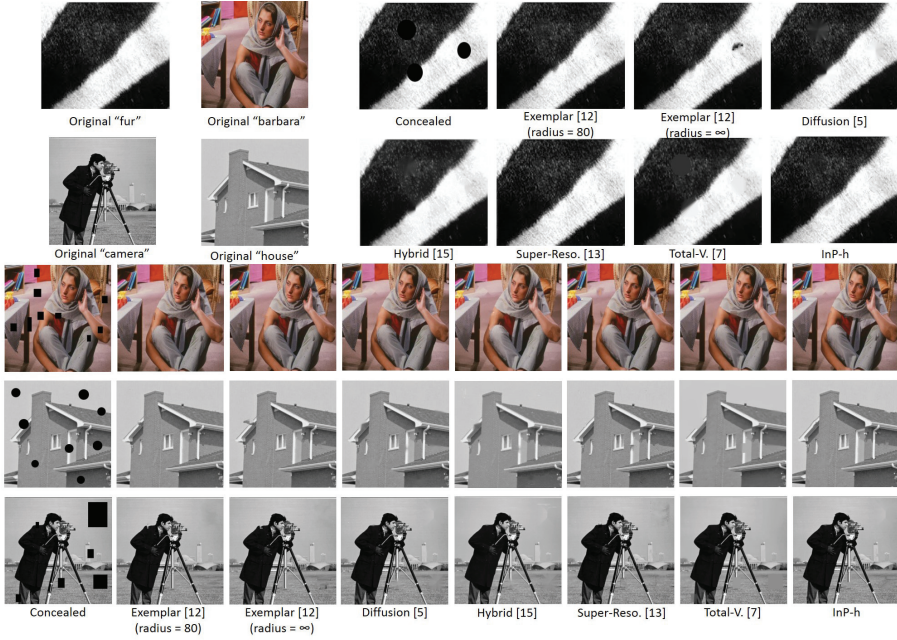 Original “fur”
Original “barbara”
Concealed
Exemplar [12]
(radius = 80)
Exemplar [12]
(radius = ∞)
Diffusion [5]
Original “camera”
Original “house”
Hybrid [15]
Super-Reso. [13]
Total-V. [7]
InP-h
Concealed
Exemplar [12]
(radius = 80)
Exemplar [12]
(radius = ∞)
Diffusion [5]
Hybrid [15]
Super-Reso. [13]
Total-V. [7]
InP-h